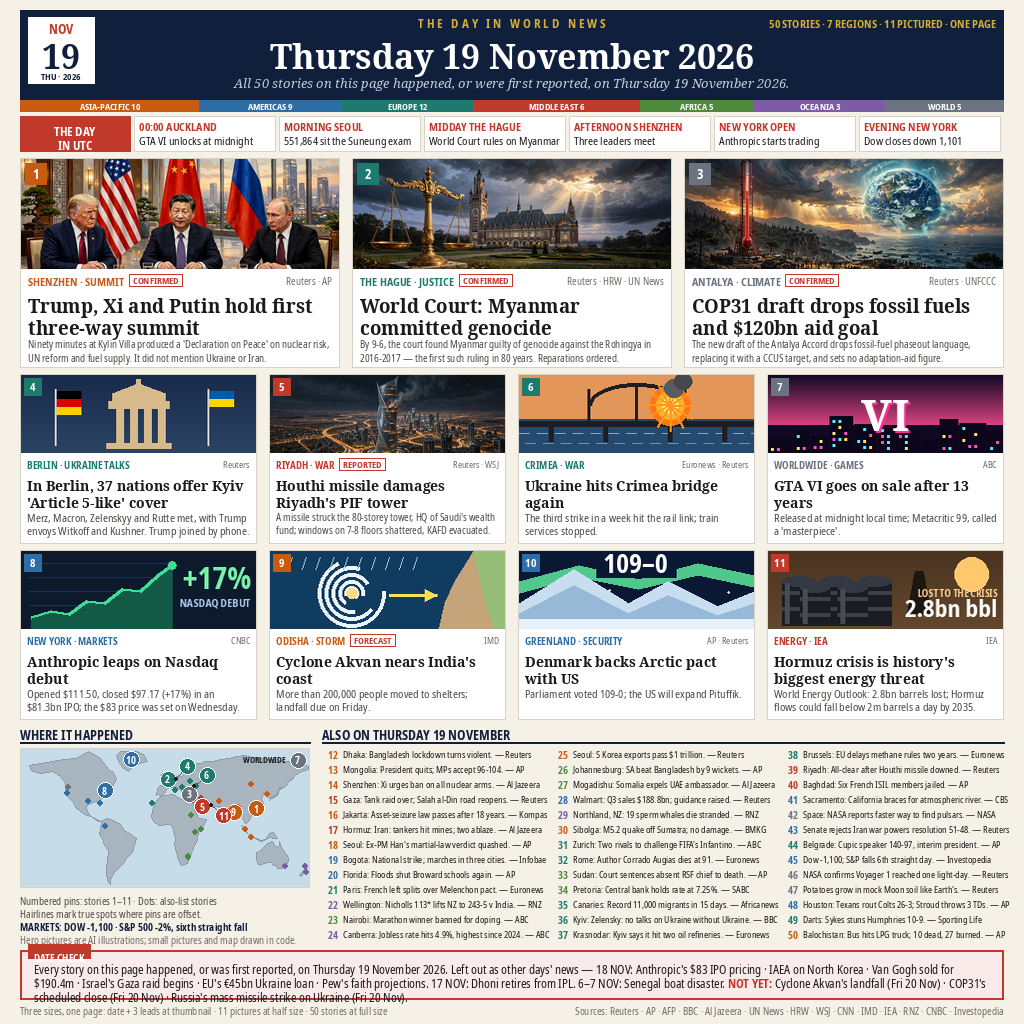 NOV
19
THU · 2026
THE DAY IN WORLD NEWS
50 STORIES · 7 REGIONS · 11 PICTURED · ONE PAGE
Thursday 19 November 2026
All 50 stories on this page happened, or were first reported, on Thursday 19 November 2026.
ASIA-PACIFIC 10
AMERICAS 9
EUROPE 12
MIDDLE EAST 6
AFRICA 5
OCEANIA 3
WORLD 5
THE DAY
IN UTC
00:00 AUCKLAND
GTA VI unlocks at midnight
MORNING SEOUL
551,864 sit the Suneung exam
MIDDAY THE HAGUE
World Court rules on Myanmar
AFTERNOON SHENZHEN
Three leaders meet
NEW YORK OPEN
Anthropic starts trading
EVENING NEW YORK
Dow closes down 1,101
1
SHENZHEN · SUMMIT CONFIRMED Reuters · AP
Trump, Xi and Putin hold first
three-way summit
Ninety minutes at Kylin Villa produced a 'Declaration on Peace' on nuclear risk,
UN reform and fuel supply. It did not mention Ukraine or Iran.
2
THE HAGUE · JUSTICE CONFIRMED Reuters · HRW · UN News
World Court: Myanmar
committed genocide
By 9-6, the court found Myanmar guilty of genocide against the Rohingya in
2016-2017 — the first such ruling in 80 years. Reparations ordered.
3
ANTALYA · CLIMATE CONFIRMED Reuters · UNFCCC
COP31 draft drops fossil fuels
and $120bn aid goal
The new draft of the Antalya Accord drops fossil-fuel phaseout language,
replacing it with a CCUS target, and sets no adaptation-aid figure.
4
BERLIN · UKRAINE TALKS Reuters
In Berlin, 37 nations offer Kyiv
'Article 5-like' cover
Merz, Macron, Zelenskyy and Rutte met, with Trump
envoys Witkoff and Kushner. Trump joined by phone.
5
RIYADH · WAR REPORTED Reuters · WSJ
Houthi missile damages
Riyadh's PIF tower
A missile struck the 80-storey tower, HQ of Saudi's wealth
fund; windows on 7-8 floors shattered, KAFD evacuated.
6
CRIMEA · WAR Euronews · Reuters
Ukraine hits Crimea bridge
again
The third strike in a week hit the rail link; train
services stopped.
7
VI
WORLDWIDE · GAMES ABC
GTA VI goes on sale after 13
years
Released at midnight local time; Metacritic 99, called
a 'masterpiece'.
8
+17%
NASDAQ DEBUT
NEW YORK · MARKETS CNBC
Anthropic leaps on Nasdaq
debut
Opened $111.50, closed $97.17 (+17%) in an
$81.3bn IPO; the $83 price was set on Wednesday.
9
ODISHA · STORM FORECAST IMD
Cyclone Akvan nears India's
coast
More than 200,000 people moved to shelters;
landfall due on Friday.
10
109–0
GREENLAND · SECURITY AP · Reuters
Denmark backs Arctic pact
with US
Parliament voted 109-0; the US will expand Pituffik.
11
LOST TO THE CRISIS
2.8bn bbl
ENERGY · IEA IEA
Hormuz crisis is history's
biggest energy threat
World Energy Outlook: 2.8bn barrels lost; Hormuz
flows could fall below 2m barrels a day by 2035.
WHERE IT HAPPENED
10
WORLDWIDE 7
4
2
6
8
3
5
11
9
1
Numbered pins: stories 1–11 · Dots: also-list stories
Hairlines mark true spots where pins are offset.
MARKETS: DOW -1,100 · S&P 500 -2%, sixth straight fall
Hero pictures are AI illustrations; small pictures and map drawn in code.
ALSO ON THURSDAY 19 NOVEMBER
12 Dhaka: Bangladesh lockdown turns violent. — Reuters
13 Mongolia: President quits; MPs accept 96-104. — AP
14 Shenzhen: Xi urges ban on all nuclear arms. — Al Jazeera
15 Gaza: Tank raid over; Salah al-Din road reopens. — Reuters
16 Jakarta: Asset-seizure law passes after 18 years. — Kompas
17 Hormuz: Iran: tankers hit mines; two ablaze. — Al Jazeera
18 Seoul: Ex-PM Han's martial-law verdict quashed. — AP
19 Bogota: National strike; marches in three cities. — Infobae
20 Florida: Floods shut Broward schools again. — AP
21 Paris: French left splits over Melenchon pact. — Euronews
22 Wellington: Nicholls 113* lifts NZ to 243-5 v India. — RNZ
23 Nairobi: Marathon winner banned for doping. — ABC
24 Canberra: Jobless rate hits 4.9%, highest since 2024. — ABC
25 Seoul: S Korea exports pass $1 trillion. — Reuters
26 Johannesburg: SA beat Bangladesh by 9 wickets. — AP
27 Mogadishu: Somalia expels UAE ambassador. — Al Jazeera
28 Walmart: Q3 sales $188.8bn; guidance raised. — Reuters
29 Northland, NZ: 19 sperm whales die stranded. — RNZ
30 Sibolga: M5.2 quake off Sumatra; no damage. — BMKG
31 Zurich: Two rivals to challenge FIFA's Infantino. — ABC
32 Rome: Author Corrado Augias dies at 91. — Euronews
33 Sudan: Court sentences absent RSF chief to death. — AP
34 Pretoria: Central bank holds rate at 7.25%. — SABC
35 Canaries: Record 11,000 migrants in 15 days. — Africanews
36 Kyiv: Zelensky: no talks on Ukraine without Ukraine. — BBC
37 Krasnodar: Kyiv says it hit two oil refineries. — Euronews
38 Brussels: EU delays methane rules two years. — Euronews
39 Riyadh: All-clear after Houthi missile downed. — Reuters
40 Baghdad: Six French ISIL members jailed. — AP
41 Sacramento: California braces for atmospheric river. — CBS
42 Space: NASA reports faster way to find pulsars. — NASA
43 Senate rejects Iran war powers resolution 51-48. — Reuters
44 Belgrade: Cupic speaker 140-97, interim president. — AP
45 Dow -1,100; S&P falls 6th straight day. — Investopedia
46 NASA confirms Voyager 1 reached one light-day. — Reuters
47 Potatoes grow in mock Moon soil like Earth's. — Reuters
48 Houston: Texans rout Colts 26-3; Stroud throws 3 TDs. — AP
49 Darts: Sykes stuns Humphries 10-9. — Sporting Life
50 Balochistan: Bus hits LPG truck; 10 dead, 27 burned. — AP
DATE CHECK
Every story on this page happened, or was first reported, on Thursday 19 November 2026. Left out as other days' news — 18 NOV: Anthropic's $83 IPO pricing · IAEA on North Korea · Van Gogh sold for
$190.4m · Israel's Gaza raid begins · EU's €45bn Ukraine loan · Pew's faith projections. 17 NOV: Dhoni retires from IPL. 6–7 NOV: Senegal boat disaster. NOT YET: Cyclone Akvan's landfall (Fri 20 Nov) · COP31's
scheduled close (Fri 20 Nov) · Russia's mass missile strike on Ukraine (Fri 20 Nov).
Three sizes, one page: date + 3 leads at thumbnail · 11 pictures at half size · 50 stories at full size
Sources: Reuters · AP · AFP · BBC · Al Jazeera · UN News · HRW · WSJ · CNN · IMD · IEA · RNZ · CNBC · Investopedia